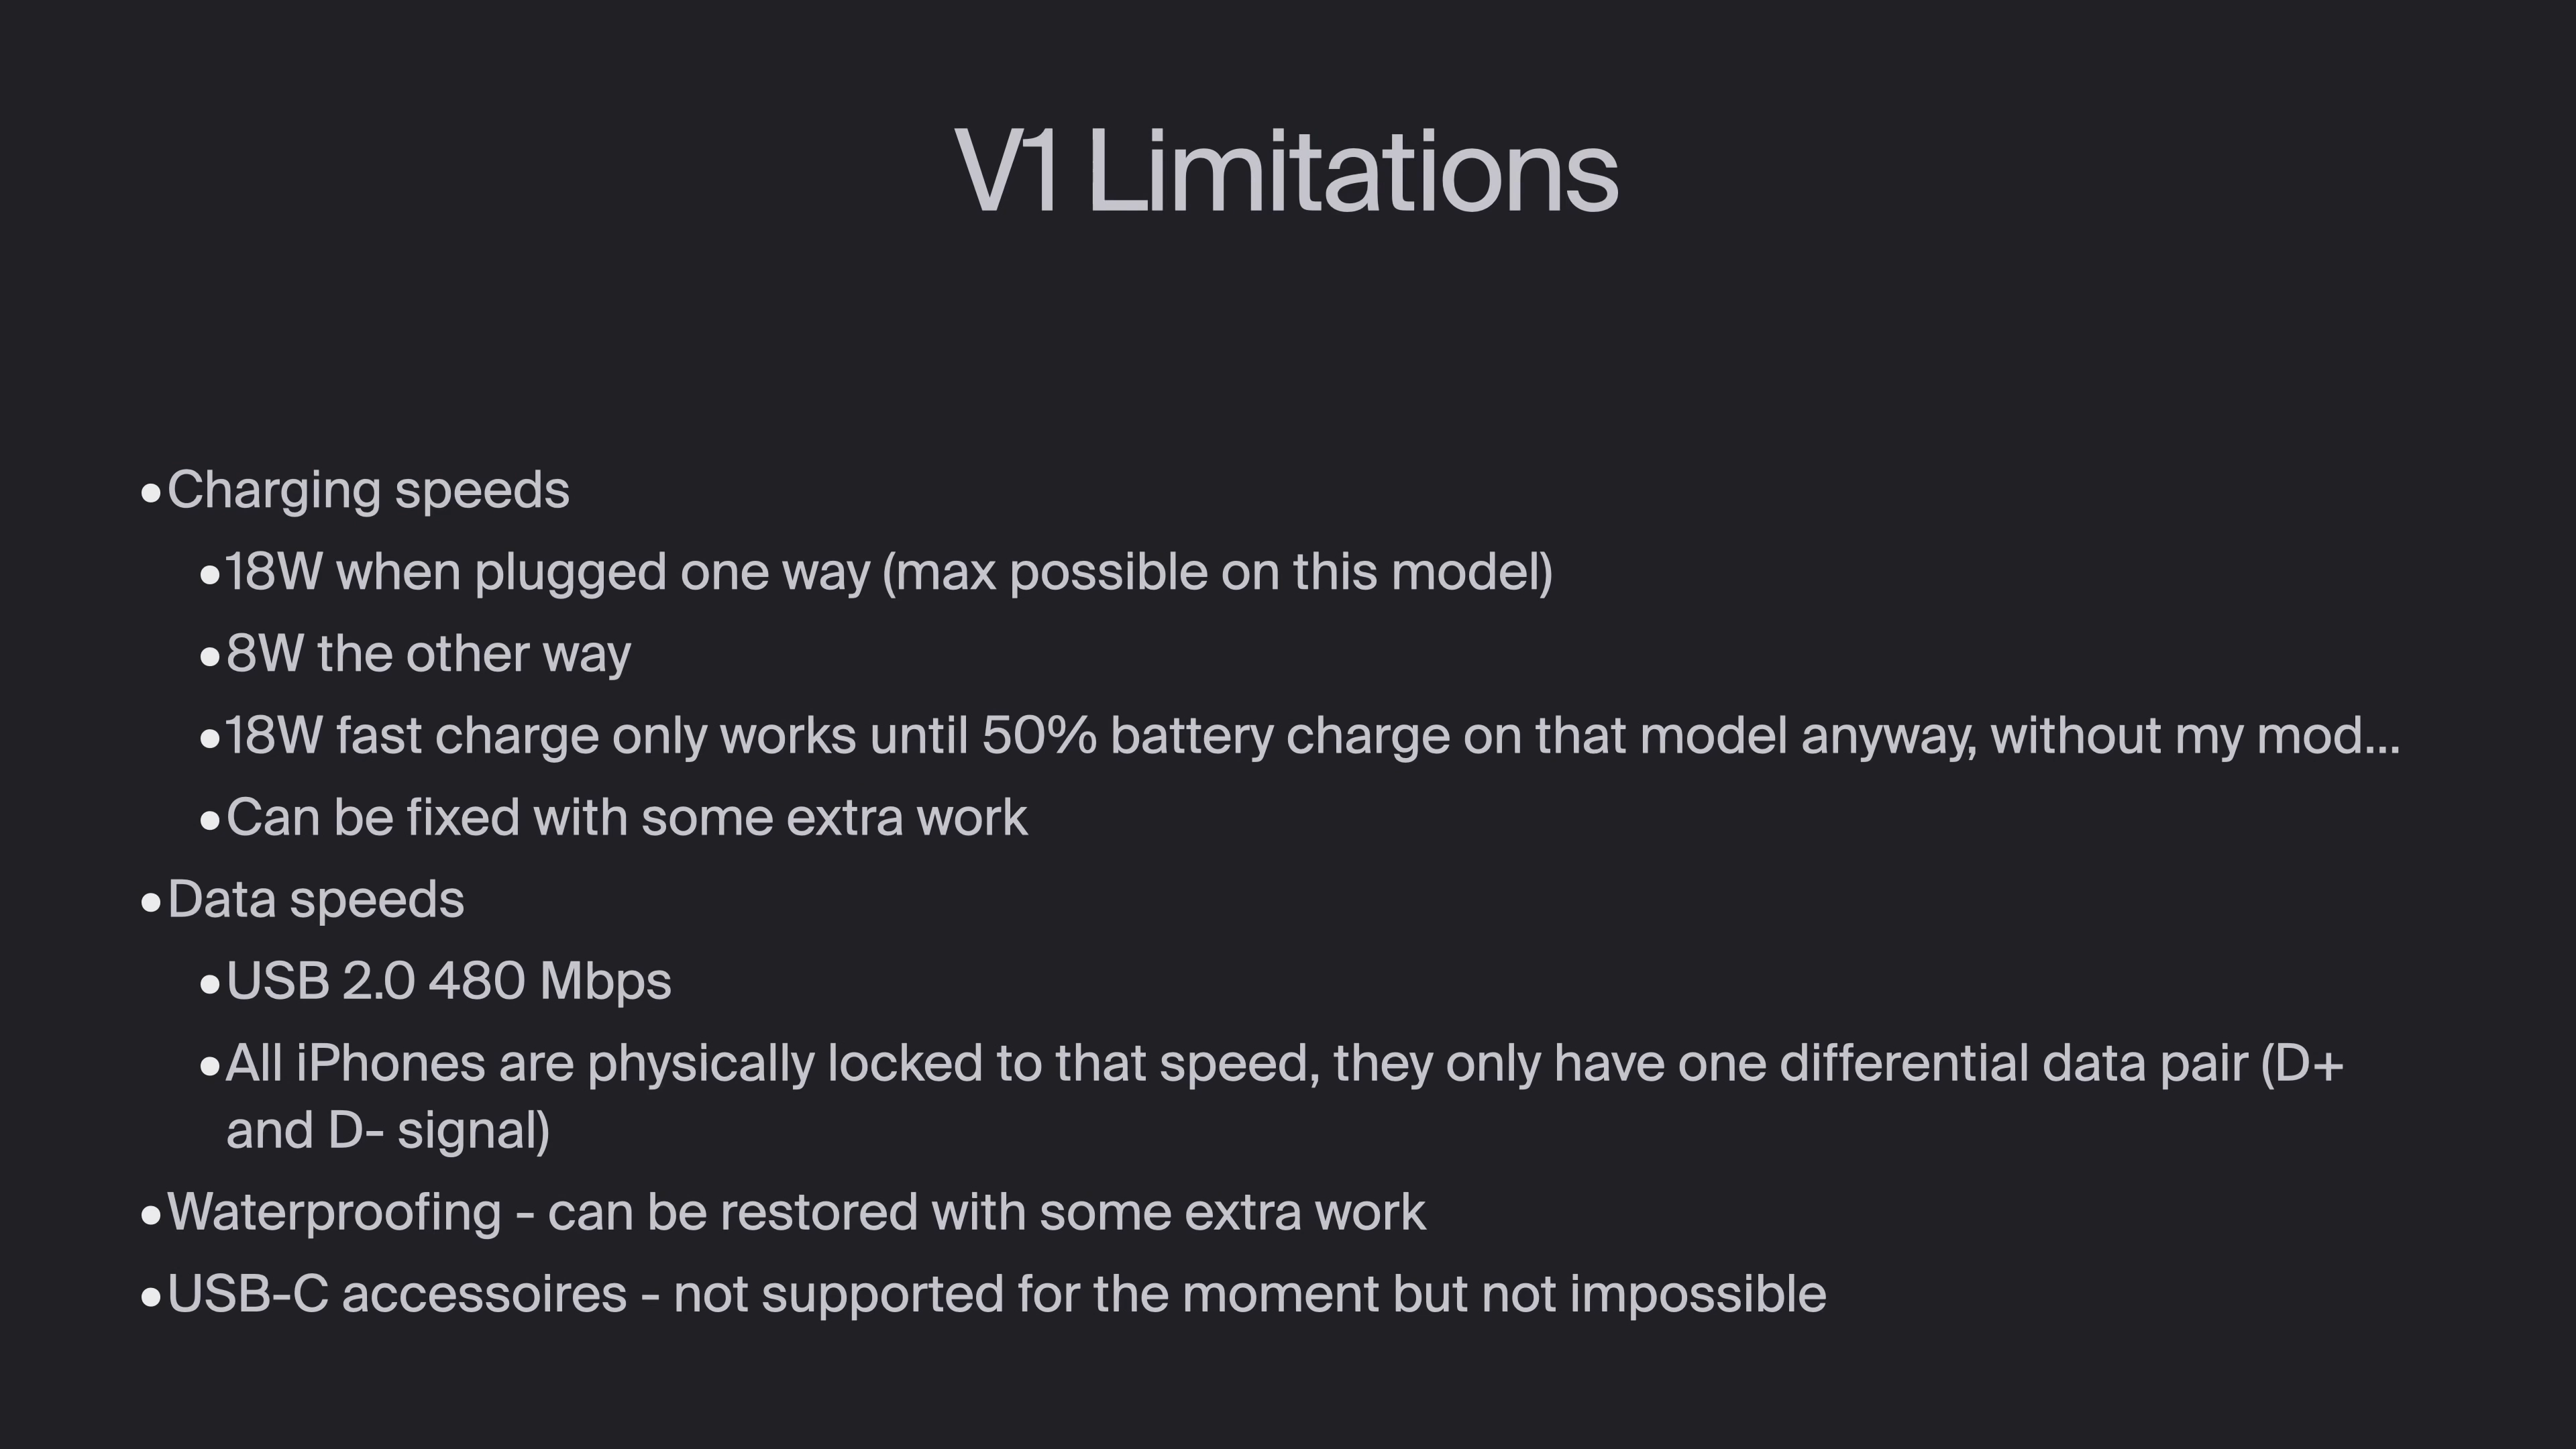 V1 Limitations
•Charging speeds
•18W when plugged one way (max possible on this model)
•8W the other way
•18W fast charge only works until 50% battery charge on that model anyway, without my mod...
•Can be fixed with some extra work
•Data speeds
•USB 2.0 480 Mbps
•All iPhones are physically locked to that speed, they only have one differential data pair (D+
and D- signal)
•Waterproofing - can be restored with some extra work
•USB-C accessoires - not supported for the moment but not impossible